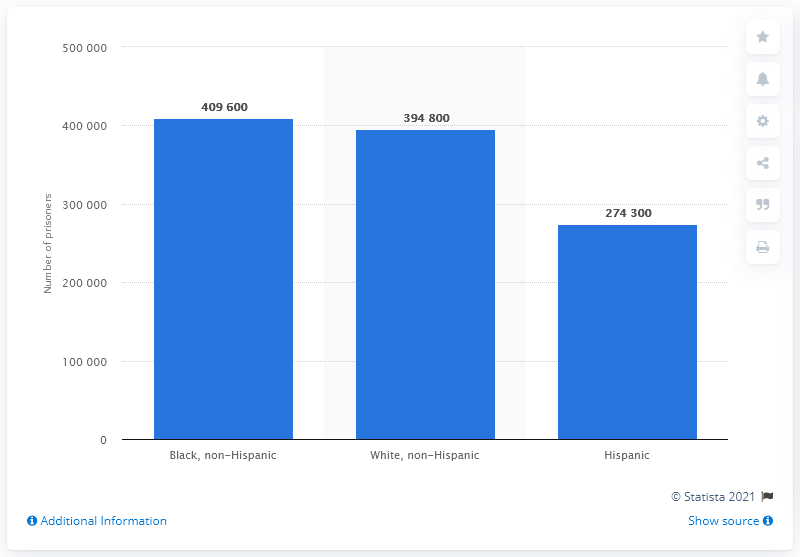 500 000
400 000
300 000
200 000
100 000
0
Number of prisoners
409 600
394 800
274 300
Black, non-Hispanic
White, non-Hispanic
Hispanic
© Statista 2021
Additional Information
Show source